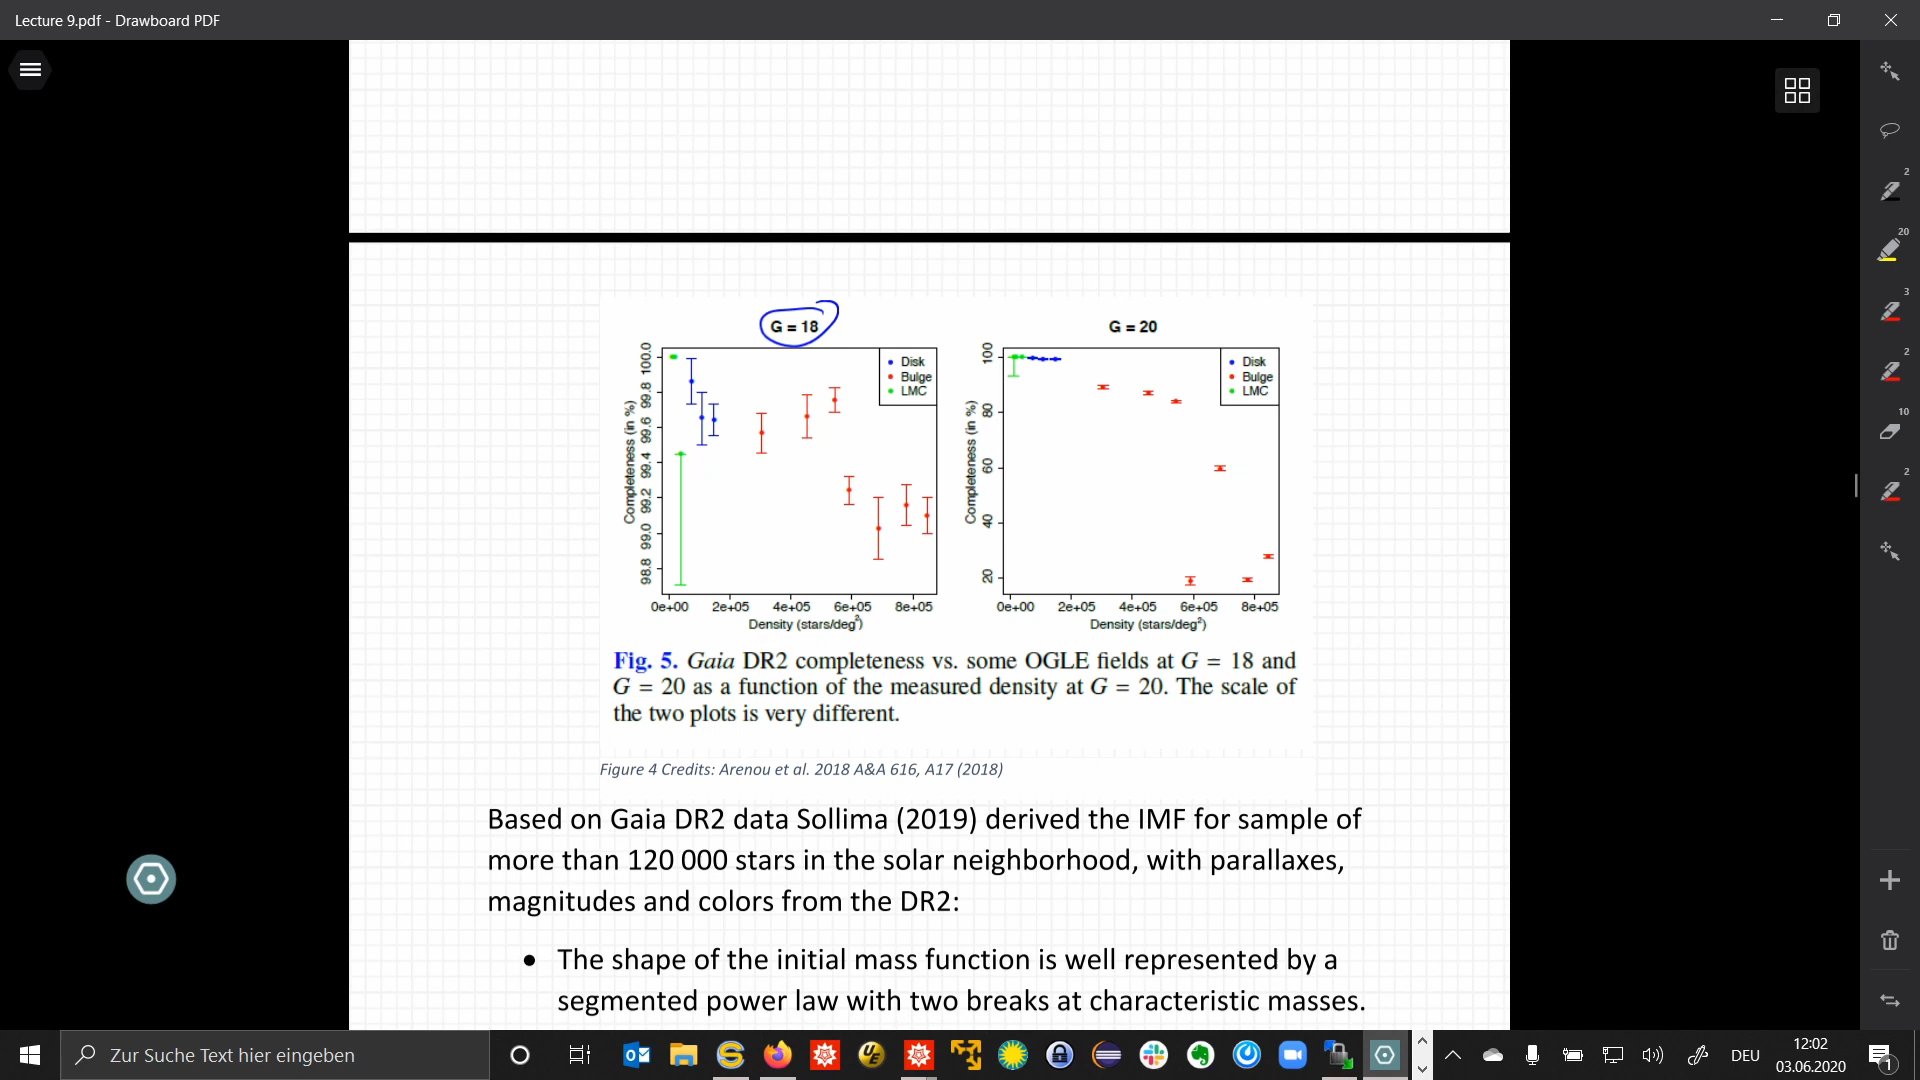 Lecture 9.pdf - Drawboard PDF
2
20
3
2
10
2
G = 18
100.0
99.8
99.6
99.4
99.2
99.0
98.8
Completeness (in %)
Disk
Bulge
LMC
0e+00 2e+05 4e+05 6e+05 8e+05
Density (stars/deg²)
G = 20
100
80
60
40
20
Completeness (in %)
Disk
Bulge
LMC
0e+00 2e+05 4e+05 6e+05 8e+05
Density (stars/deg²)
Fig. 5. Gaia DR2 completeness vs. some OGLE fields at G = 18 and
G = 20 as a function of the measured density at G = 20. The scale of
the two plots is very different.
Figure 4 Credits: Arenou et al. 2018 A&A 616, A17 (2018)
Based on Gaia DR2 data Sollima (2019) derived the IMF for sample of
more than 120 000 stars in the solar neighborhood, with parallaxes,
magnitudes and colors from the DR2:
• The shape of the initial mass function is well represented by a
segmented power law with two breaks at characteristic masses.
Zur Suche Text hier eingeben
DEU
12:02
03.06.2020
1